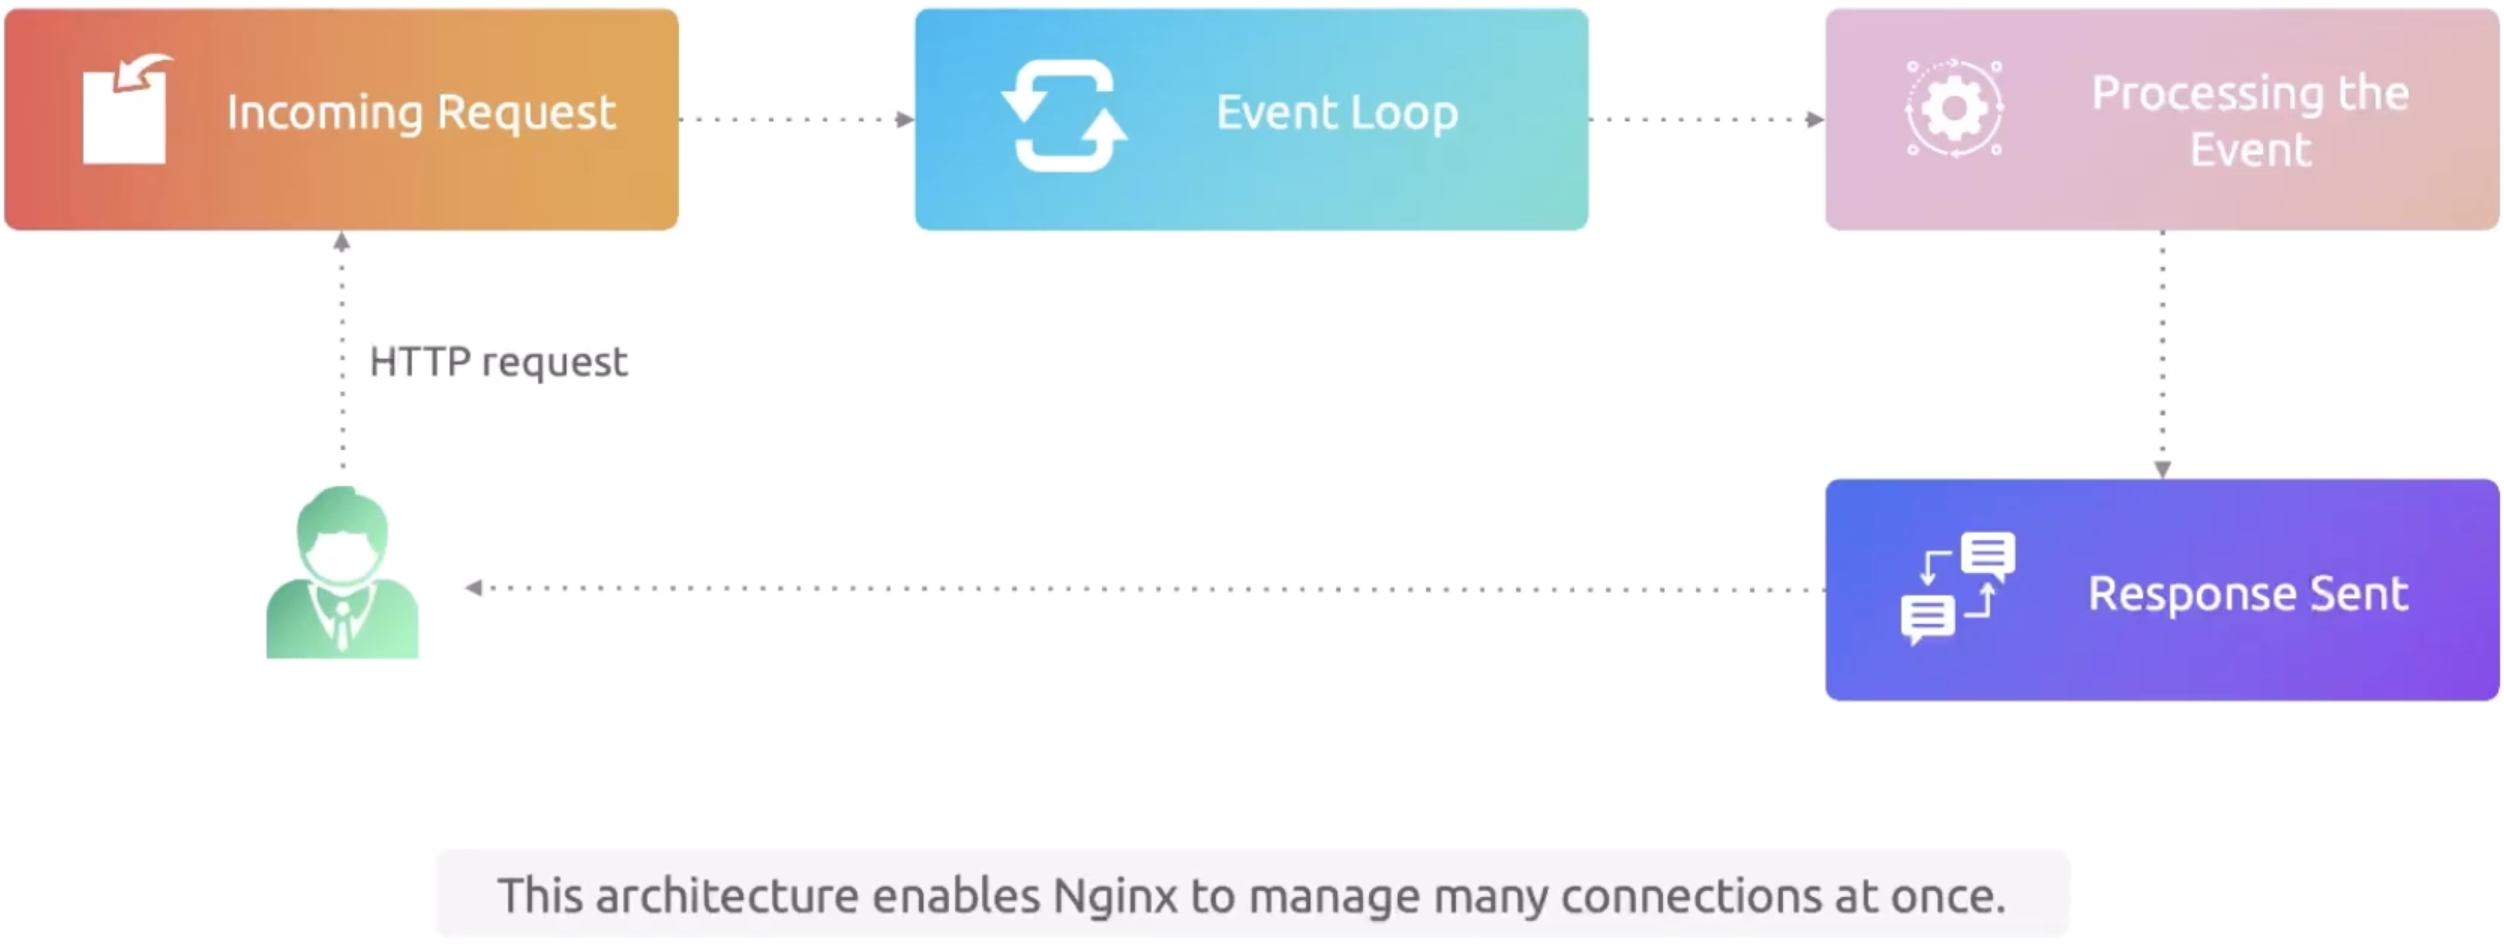 Incoming Request
Event Loop
Processing the
Event
HTTP request
Response Sent
This architecture enables Nginx to manage many connections at once.